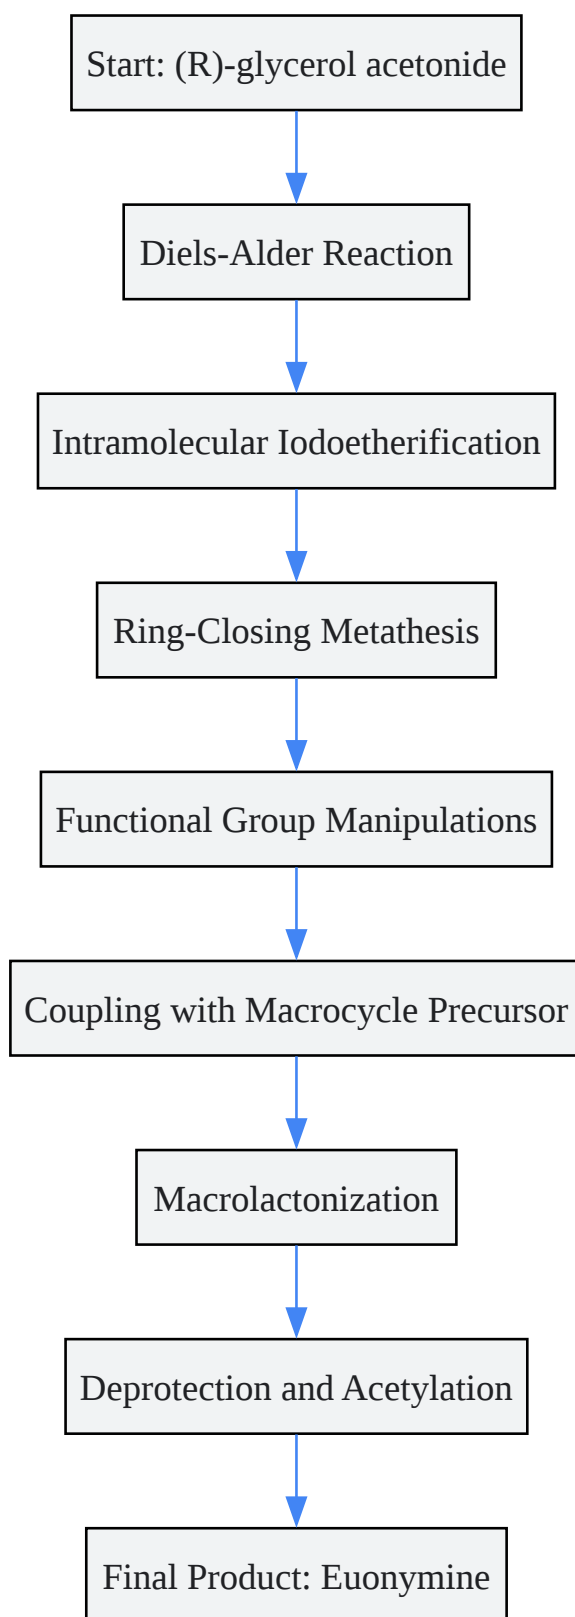 Start: (R)-glycerol acetonide
Diels-Alder Reaction
Intramolecular Iodoetherification
Ring-Closing Metathesis
Functional Group Manipulations
Coupling with Macrocycle Precursor
Macrolactonization
Deprotection and Acetylation
Final Product: Euonymine